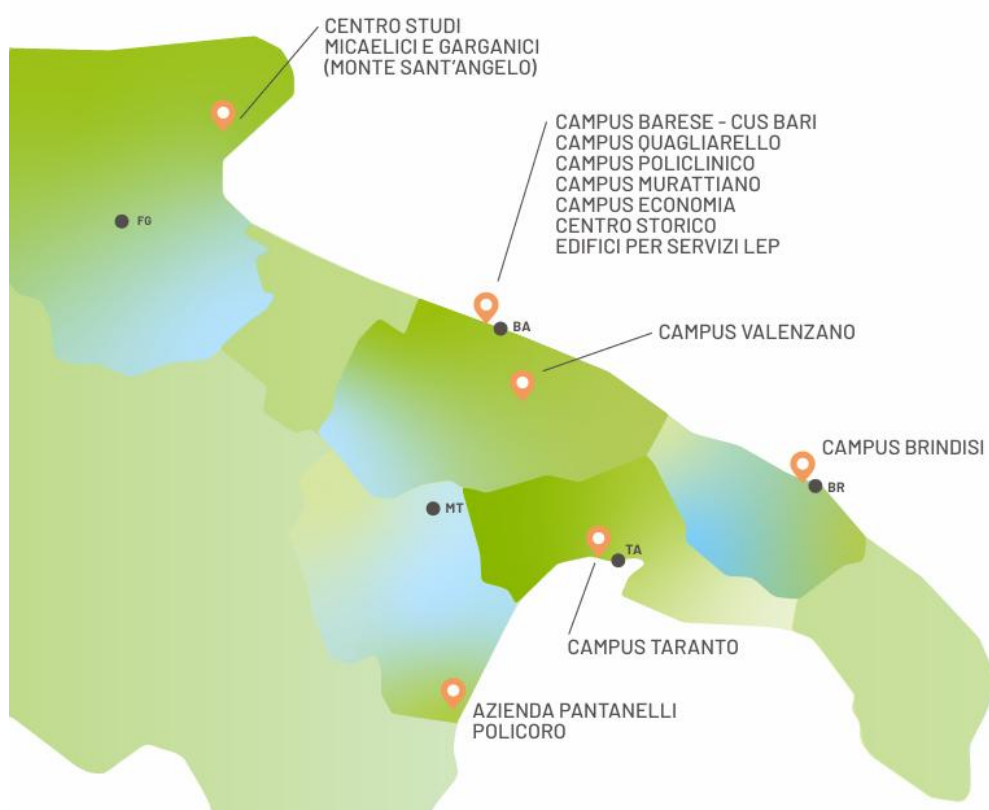 CENTRO STUDI
MICAELICI E GARGANICI
(MONTE SANT'ANGELO)
CAMPUS BARESE - CUS BARI
CAMPUS QUAGLIARELLO
CAMPUS POLICLINICO
CAMPUS MURATTIANO
CAMPUS ECONOMIA
CENTRO STORICO
EDIFICI PER SERVIZI LEP
FG
BA
CAMPUS VALENZANO
CAMPUS BRINDISI
BR
MT
TA
CAMPUS TARANTO
AZIENDA PANTANELLI
POLICORO